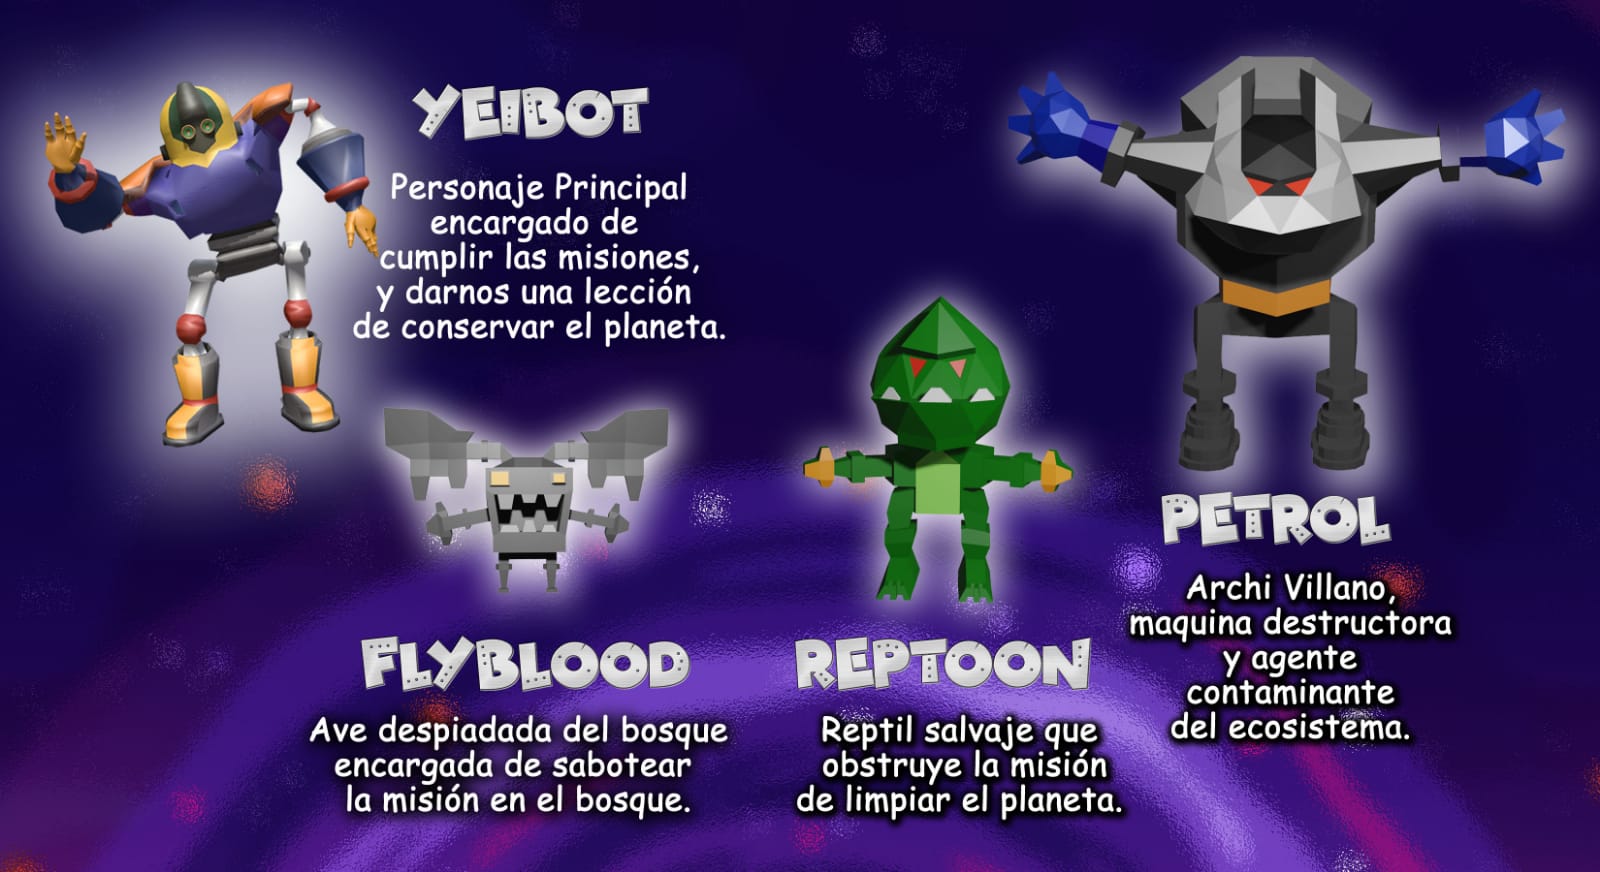 YEIBOT
Personaje Principal
encargado de
cumplir las misiones,
y darnos una lección
de conservar el planeta.
FLYBLOOD
Ave despiadada del bosque
encargada de sabotear
la misión en el bosque.
REPTOON
Reptil salvaje que
obstruye la misión
de limpiar el planeta.
PETROL
Archi Villano,
maquina destructora
y agente
contaminante
del ecosistema.